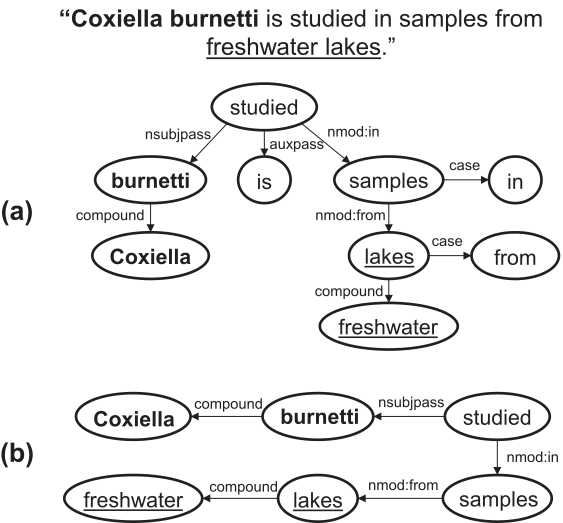 “Coxiella burnetti is studied in samples from
freshwater lakes.”
studied
nsubjpass
auxpass
nmod:in
burnetti
is
samples
case
in
(a)
compound
nmod:from
Coxiella
lakes
case
from
compound
freshwater
(b)
Coxiella
compound
burnetti
nsubjpass
studied
nmod:in
freshwater
compound
lakes
nmod:from
samples